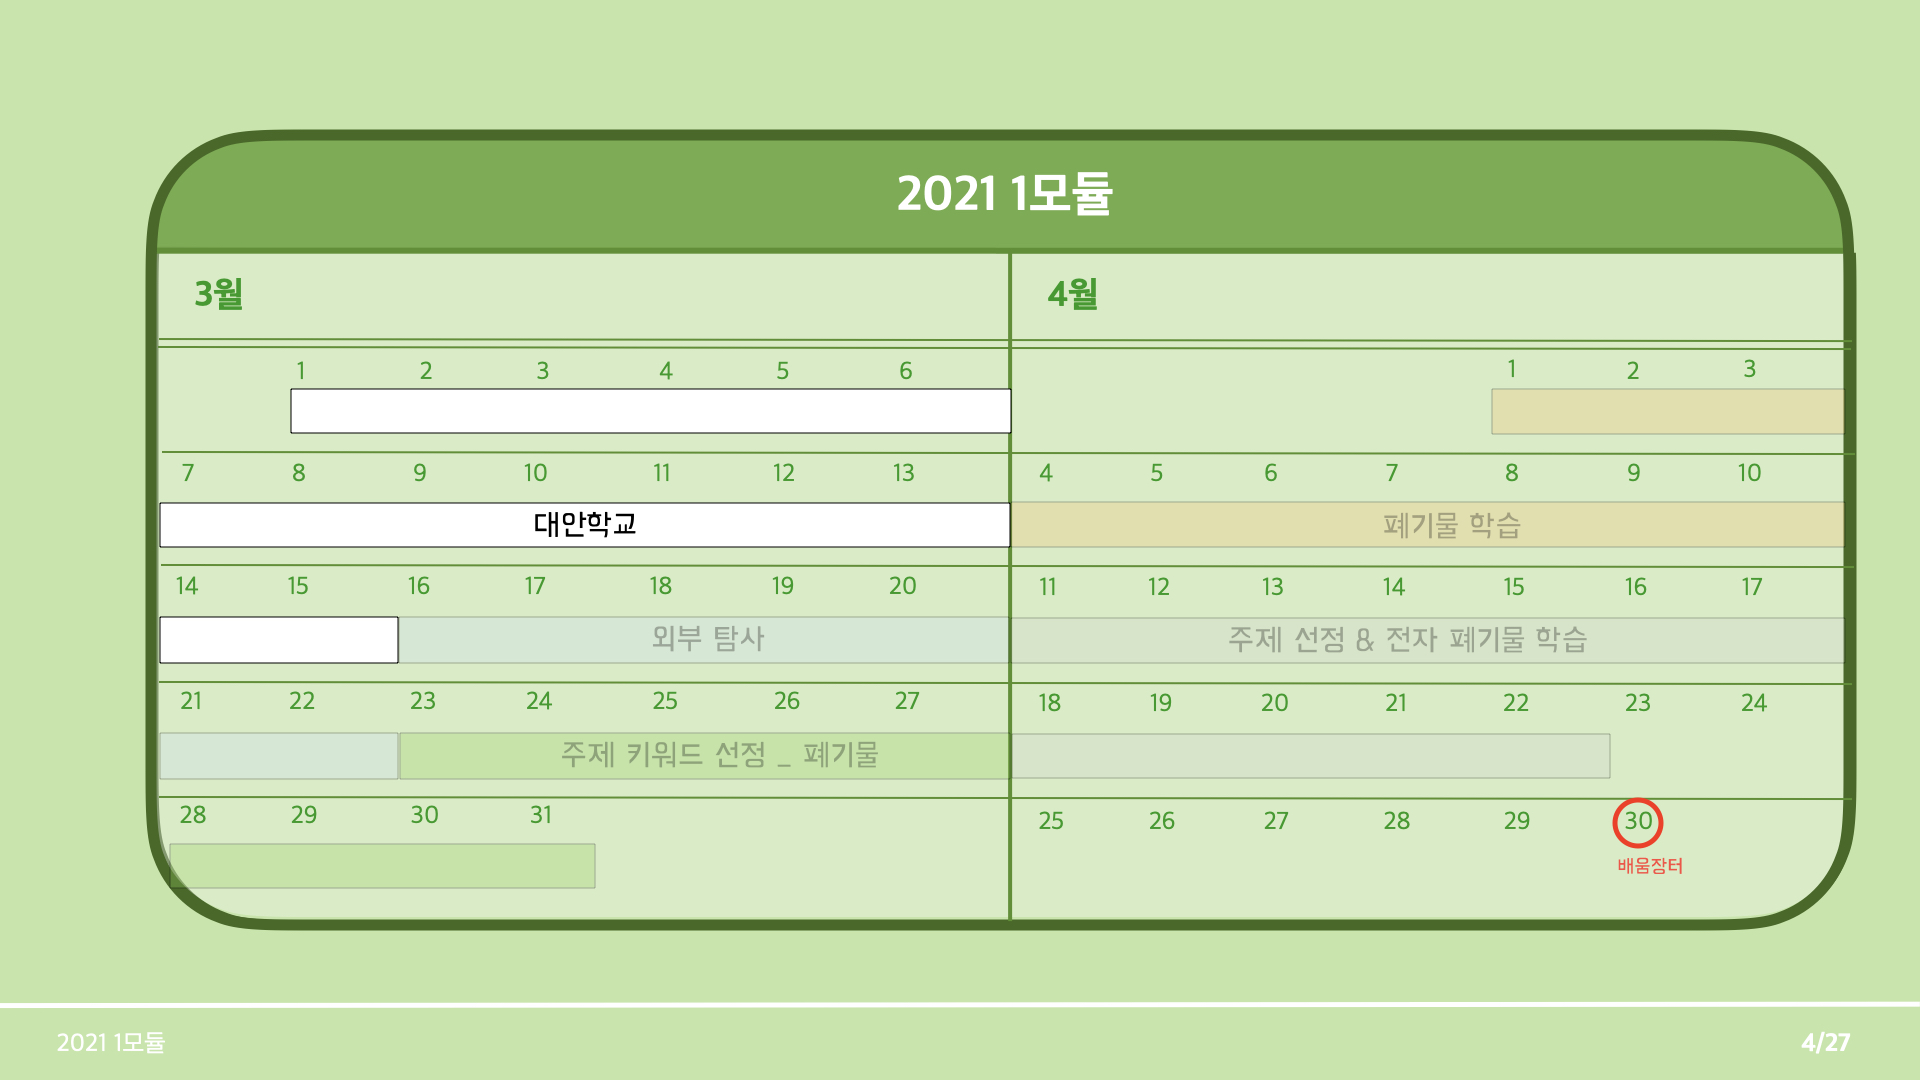 2021 1모듈
3월
1 2 3 4 5 6
7 8 9 10 11 12 13
대안학교
14 15 16 17 18 19 20
외부 탐사
21 22 23 24 25 26 27
주제 키워드 선정 _ 폐기물
28 29 30 31
4월
1 2 3
4 5 6 7 8 9 10
폐기물 학습
11 12 13 14 15 16 17
주제 선정 & 전자 폐기물 학습
18 19 20 21 22 23 24
25 26 27 28 29 30
배움장터
2021 1모듈
4/27